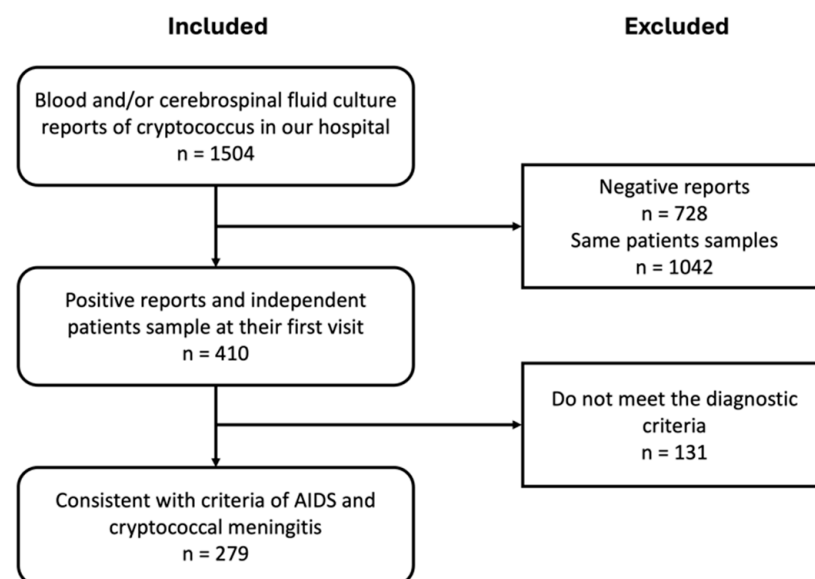 Included
Excluded
Blood and/or cerebrospinal fluid culture
reports of cryptococcus in our hospital
n = 1504
Negative reports
n = 728
Same patients samples
n = 1042
Positive reports and independent
patients sample at their first visit
n = 410
Do not meet the diagnostic
criteria
n = 131
Consistent with criteria of AIDS and
cryptococcal meningitis
n = 279